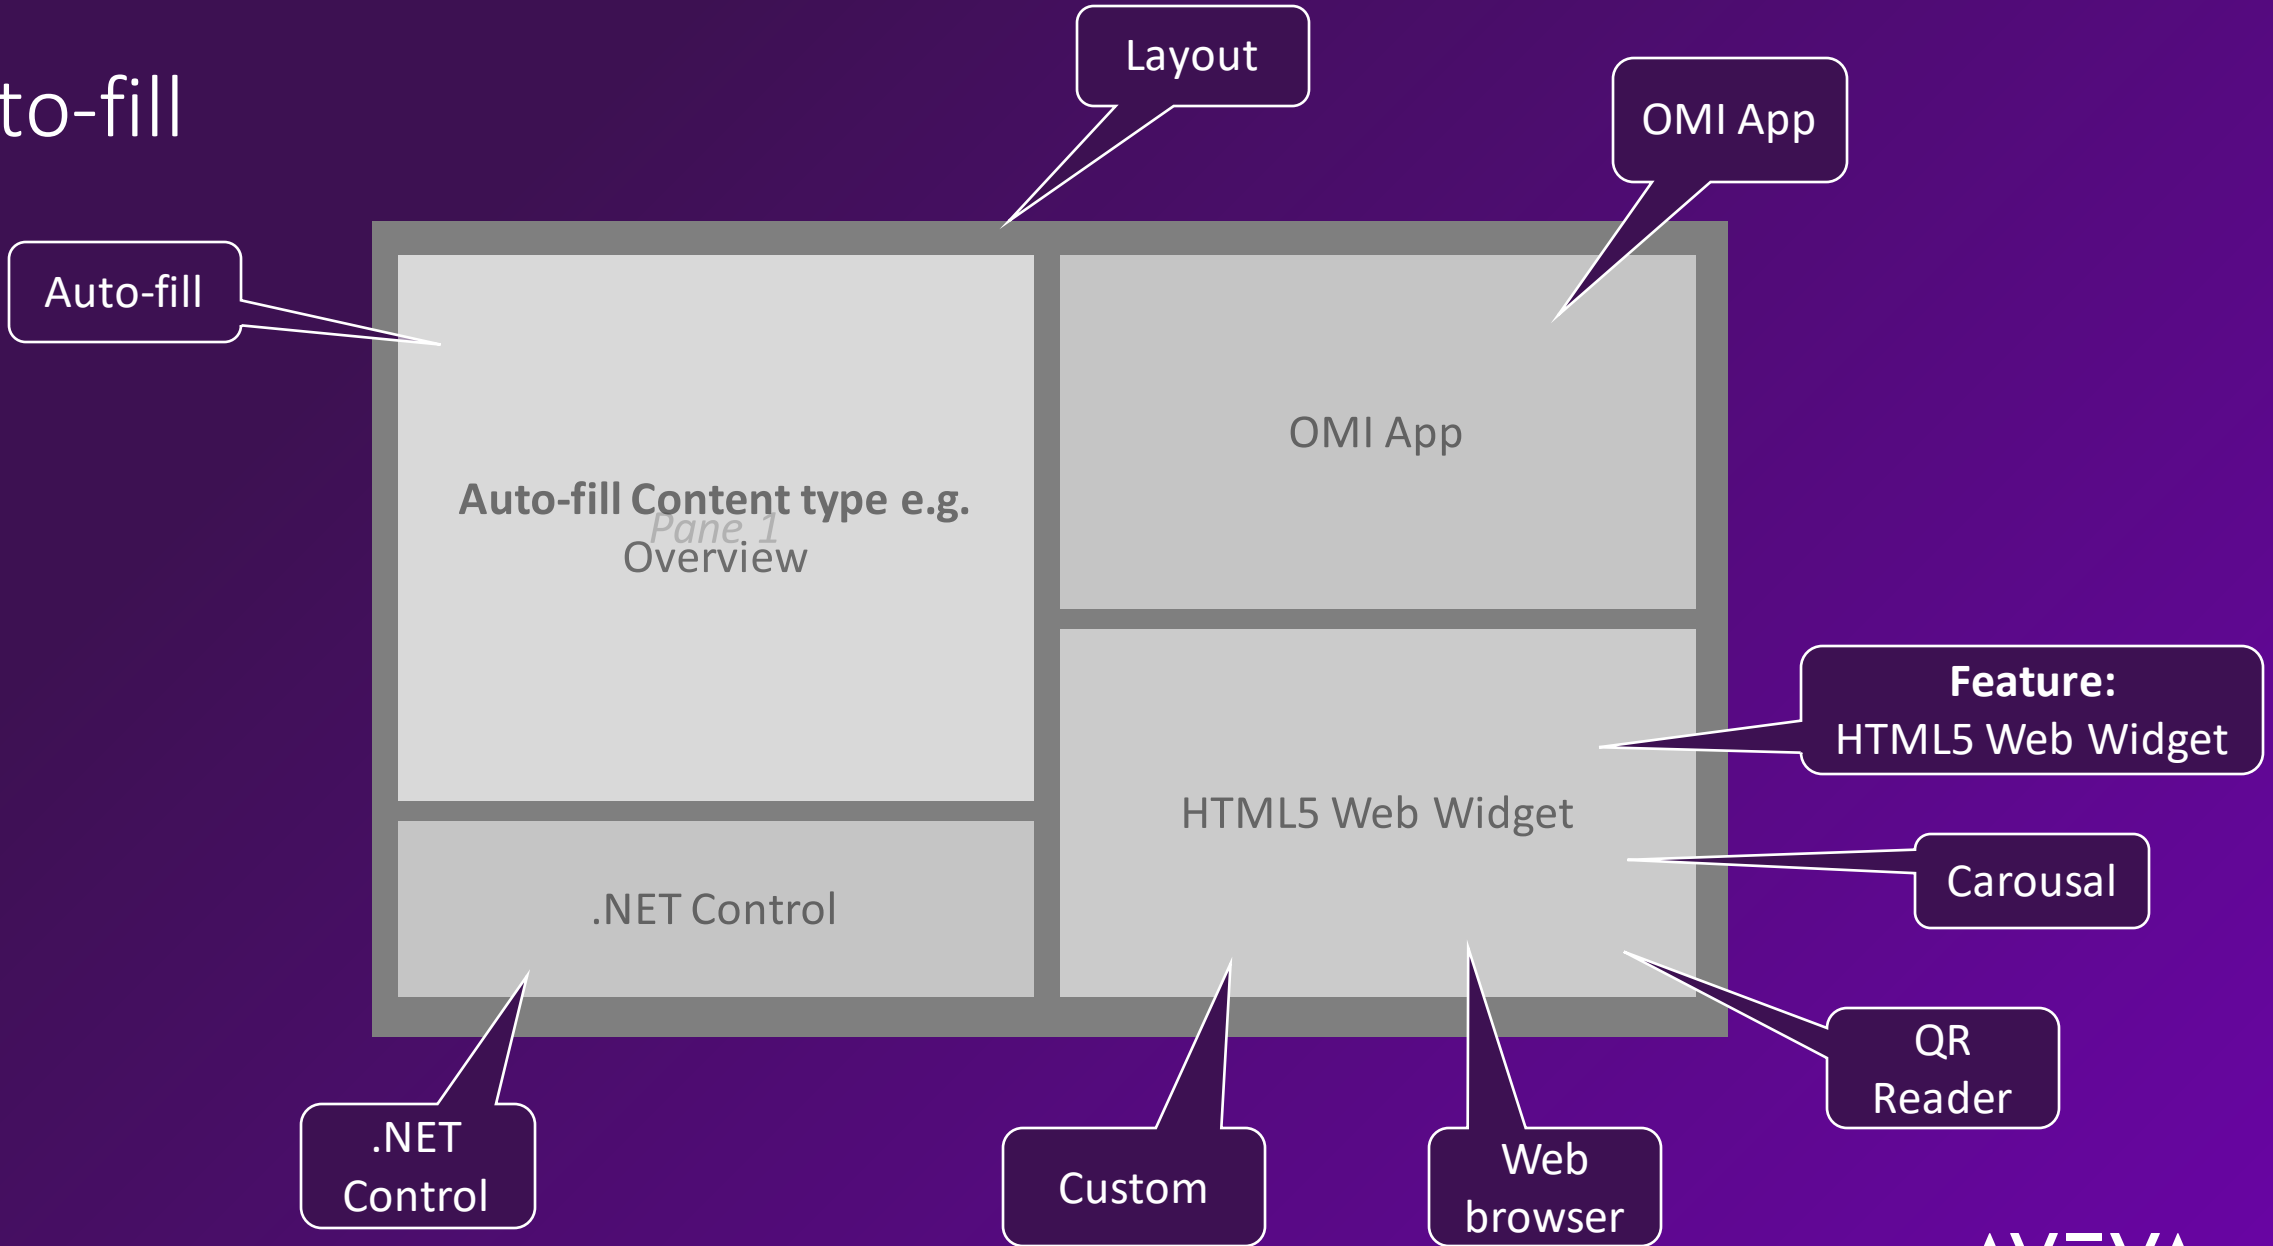 to-fill
Layout
OMI App
Auto-fill
OMI App
Auto-fill Content type e.g.
Pane 1
Overview
Feature:
HTML5 Web Widget
HTML5 Web Widget
Carousal
.NET Control
QR
Reader
.NET
Control
Custom
Web
browser
AVEVA